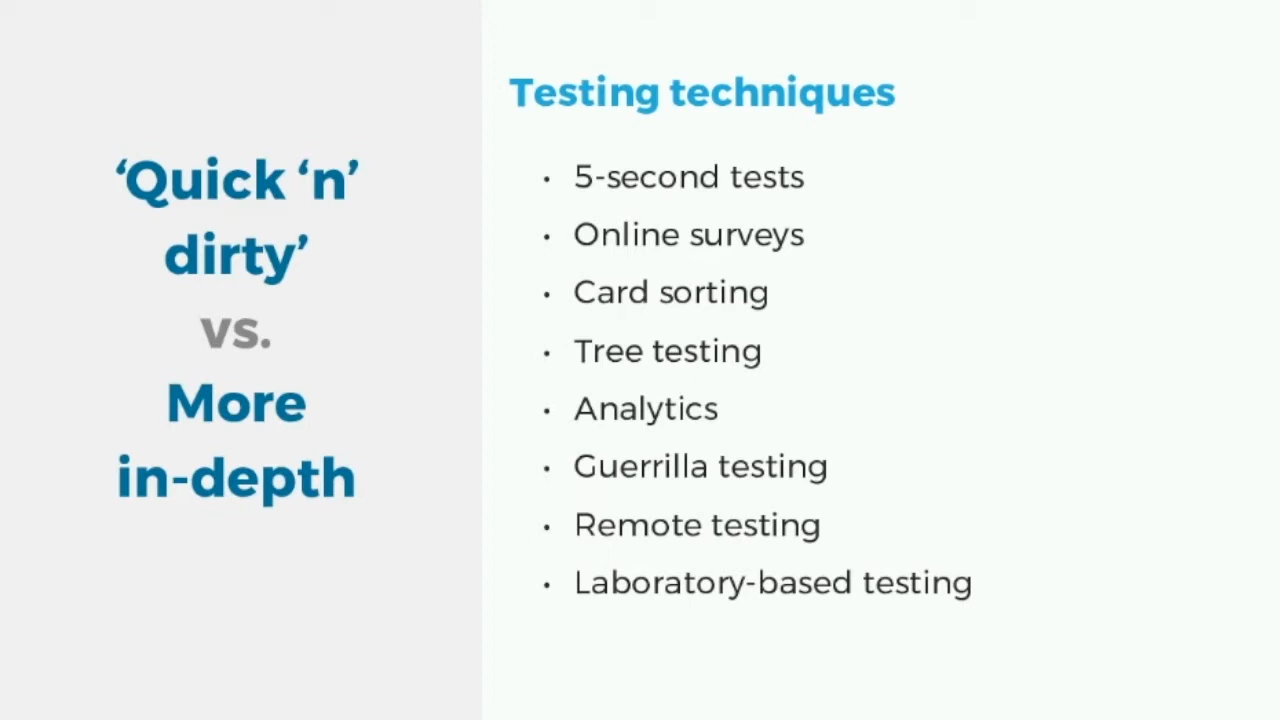 ‘Quick ‘n’
dirty’
vs.
More
in-depth
Testing techniques
• 5-second tests
• Online surveys
• Card sorting
• Tree testing
• Analytics
• Guerrilla testing
• Remote testing
• Laboratory-based testing